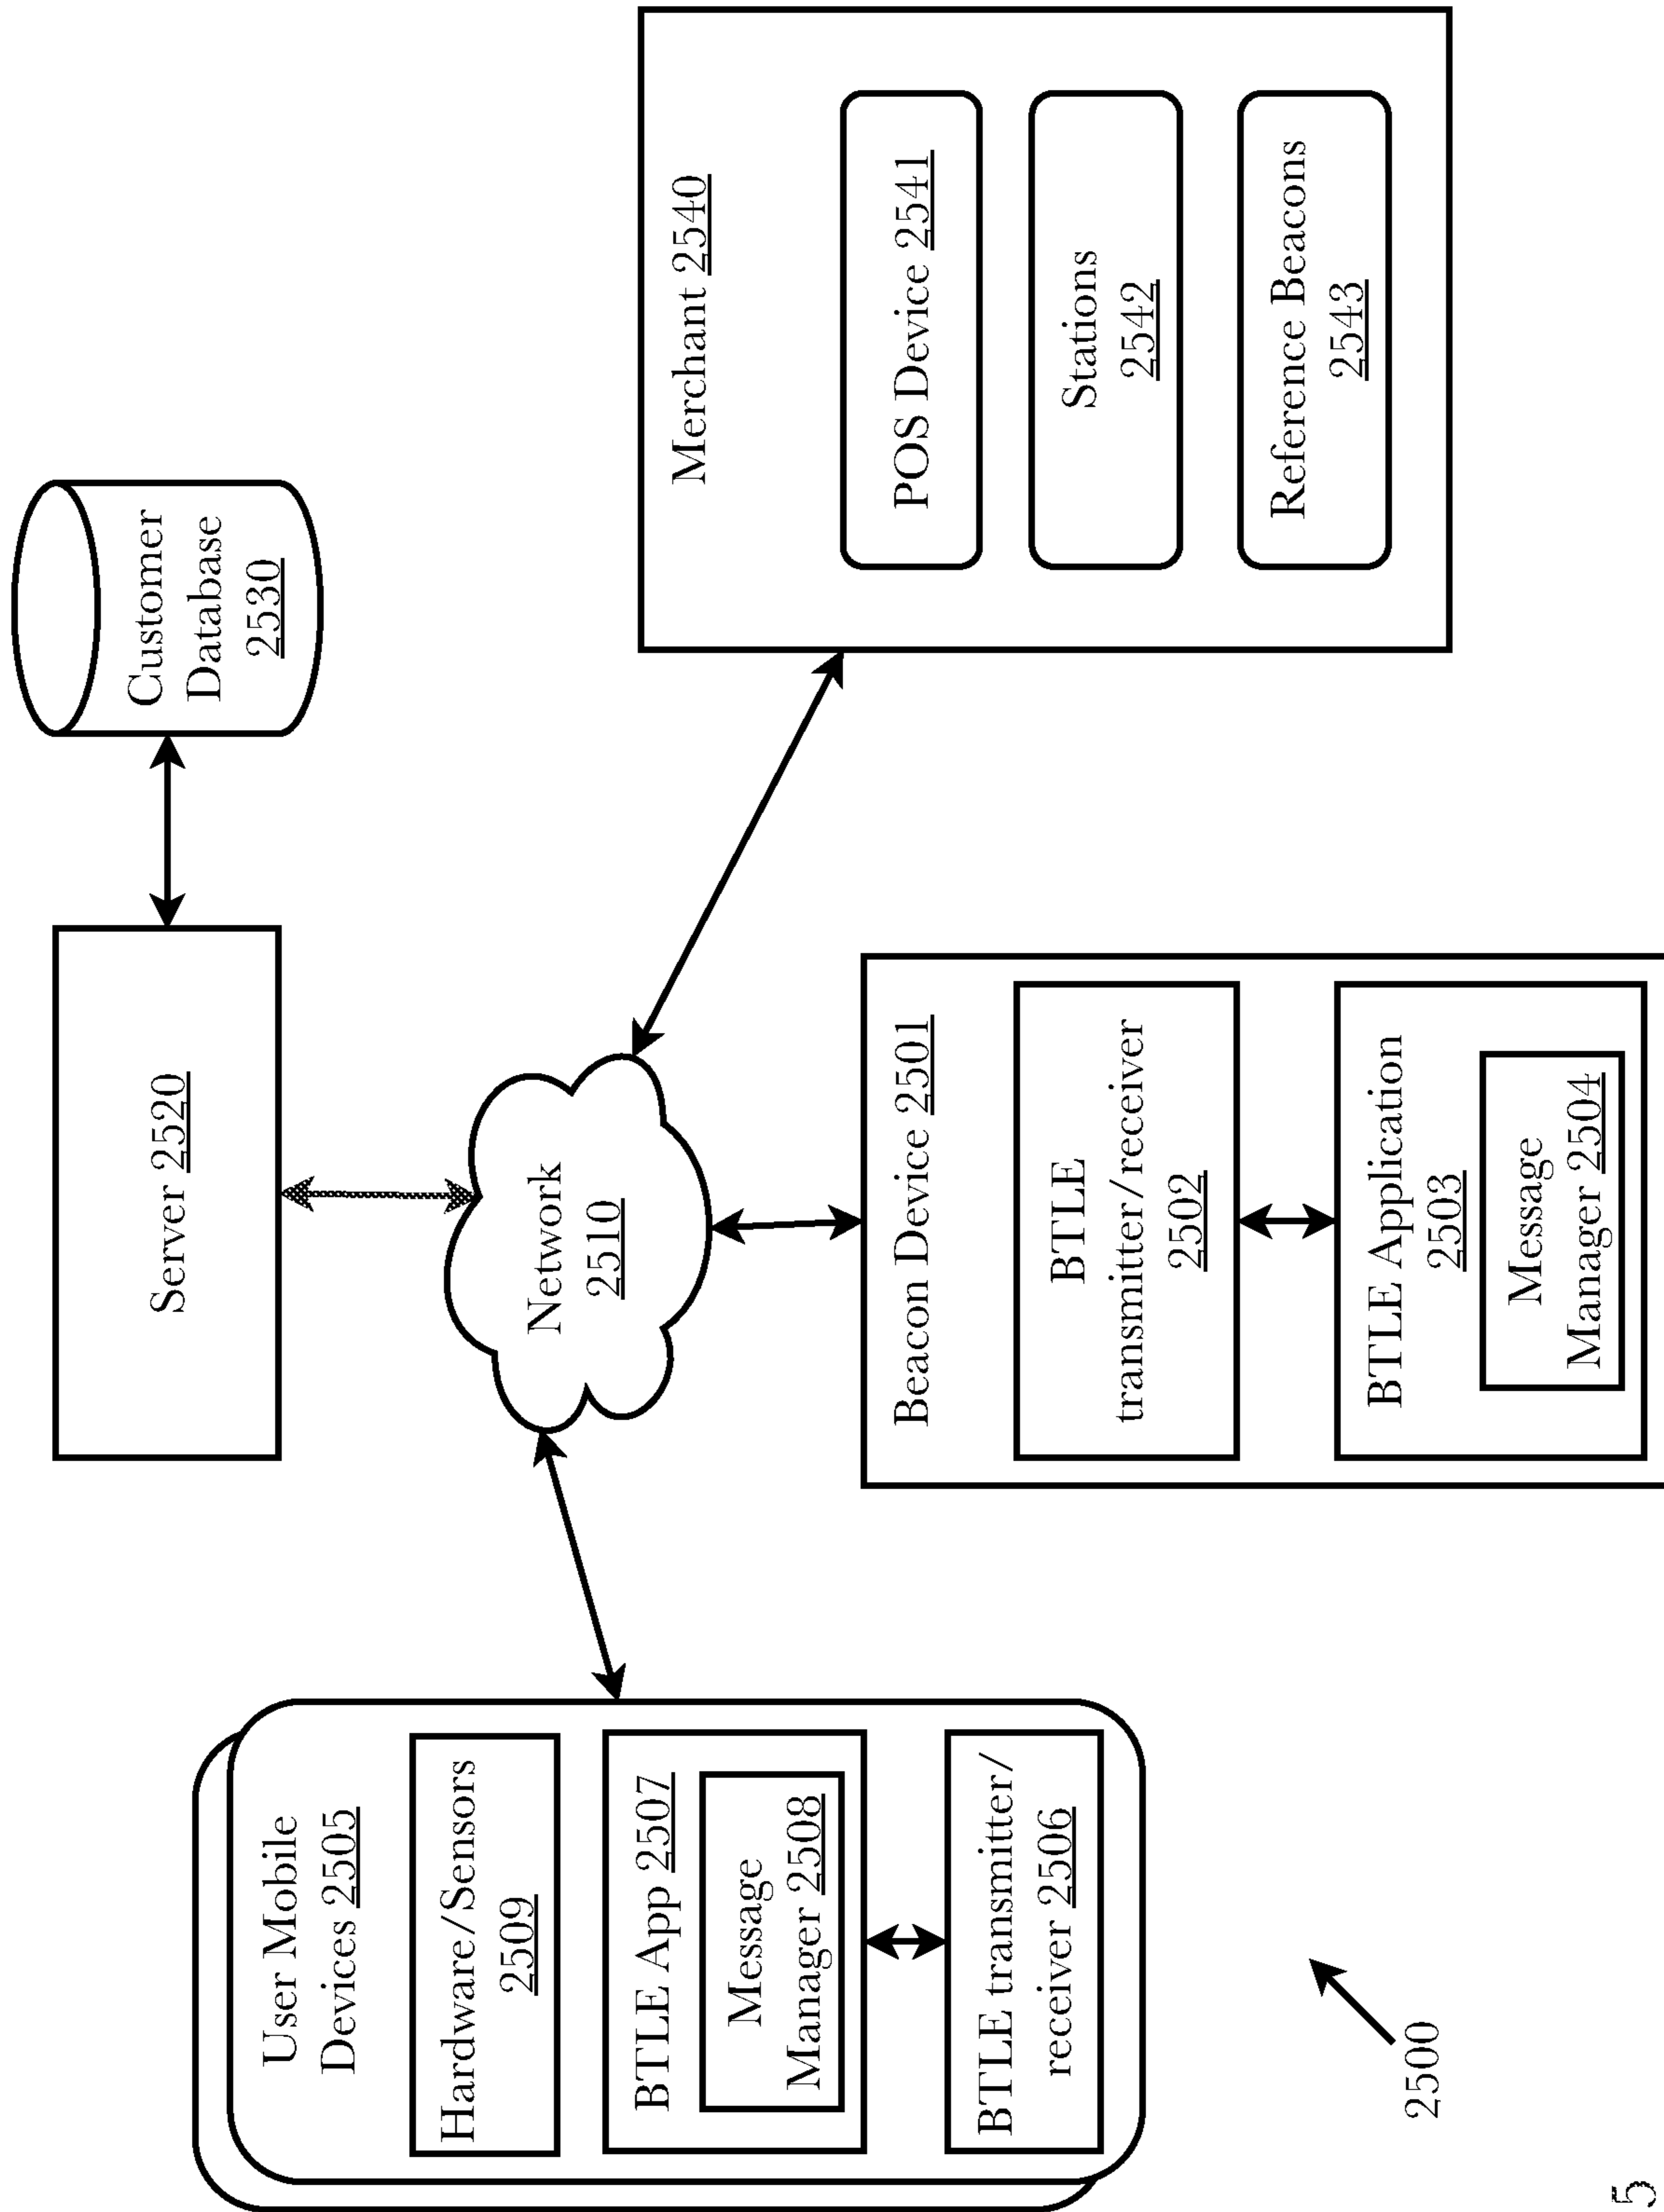 Customer
Database
2530
Server 2520
Network
2510
User Mobile
Devices 2505
Hardware/Sensors
2509
BTLE App 2507
Message
Manager 2508
BTLE transmitter/
receiver 2506
Beacon Device 2501
BTLE
transmitter/receiver
2502
BTLE Application
2503
Message
Manager 2504
Merchant 2540
POS Device 2541
Stations
2542
Reference Beacons
2543
2500
5